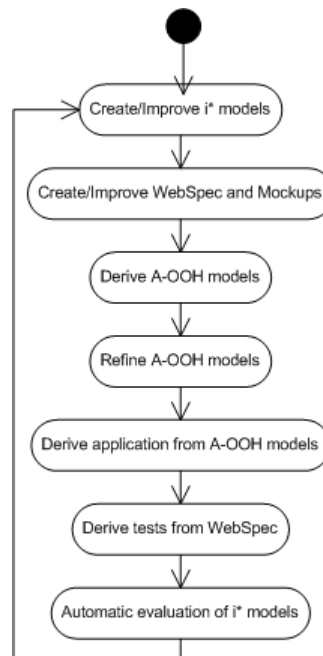 Create/Improve i* models
Create/Improve WebSpec and Mockups
Derive A-OOH models
Refine A-OOH models
Derive application from A-OOH models
Derive tests from WebSpec
Automatic evaluation of i* models